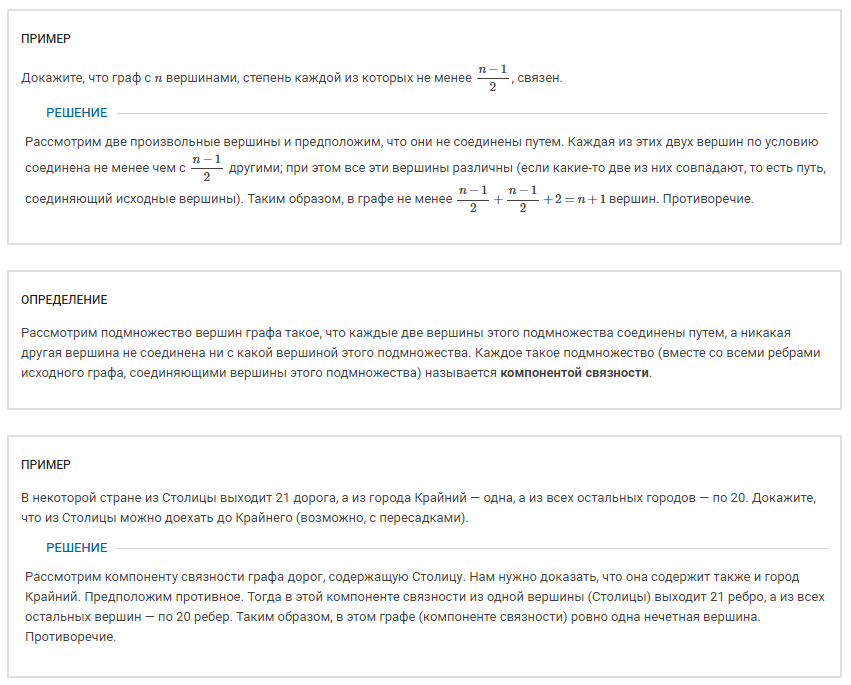 ПРИМЕР
Докажите, что граф с n вершинами, степень каждой из которых не менее (n − 1)/2, связен.
РЕШЕНИЕ
Рассмотрим две произвольные вершины и предположим, что они не соединены путем. Каждая из этих двух вершин по условию
соединена не менее чем с (n − 1)/2 другими; при этом все эти вершины различны (если какие-то две из них совпадают, то есть путь,
соединяющий исходные вершины). Таким образом, в графе не менее (n − 1)/2 + (n − 1)/2 + 2 = n + 1 вершин. Противоречие.
ОПРЕДЕЛЕНИЕ
Рассмотрим подмножество вершин графа такое, что каждые две вершины этого подмножества соединены путем, а никакая
другая вершина не соединена ни с какой вершиной этого подмножества. Каждое такое подмножество (вместе со всеми ребрами
исходного графа, соединяющими вершины этого подмножества) называется компонентой связности.
ПРИМЕР
В некоторой стране из Столицы выходит 21 дорога, а из города Крайний — одна, а из всех остальных городов — по 20. Докажите,
что из Столицы можно доехать до Крайнего (возможно, с пересадками).
РЕШЕНИЕ
Рассмотрим компоненту связности графа дорог, содержащую Столицу. Нам нужно доказать, что она содержит также и город
Крайний. Предположим противное. Тогда в этой компоненте связности из одной вершины (Столицы) выходит 21 ребро, а из всех
остальных вершин — по 20 ребер. Таким образом, в этом графе (компоненте связности) ровно одна нечетная вершина.
Противоречие.